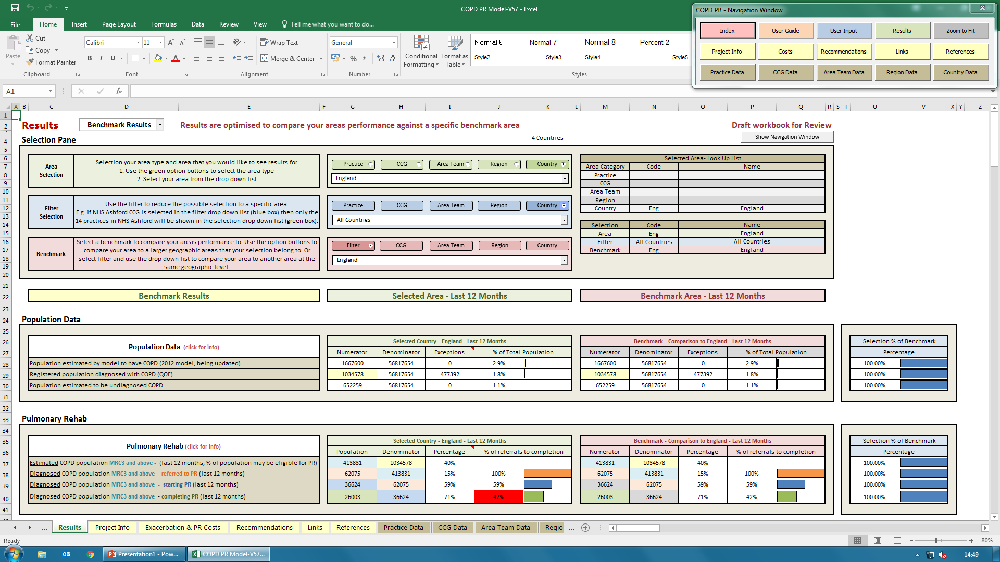 COPD PR Model-V57 - Excel
COPD PR - Navigation Window
Index User Guide User Input Results Zoom to Fit
Project Info Costs Recommendations Links References
Practice Data CCG Data Area Team Data Region Data Country Data
File Home Insert Page Layout Formulas Data Review View Tell me what you want to do...
Paste Cut Copy Format Painter
Calibri 11 Wrap Text General
B I U Merge & Center % Conditional Formatting Format as Table
Normal 6 Normal 7 Normal 8 Percent 2
Style2 Style3 Style4 Style5
Clipboard Font Alignment Number Styles
A1 fx
A B C D E F G H I J K L M N O P Q R S T U V X Y Z
Results Benchmark Results Results are optimised to compare your areas performance against a specific benchmark area Draft workbook for Review
Selection Pane 4 Countries Show Navigation Window
Area Selection
Selection your area type and area that you would like to see results for
1. Use the green option buttons to select the area type
2. Select your area from the drop down list
Practice CCG Area Team Region Country
England
Filter Selection
Use the filter to reduce the possible selection to a specific area.
E.g. if NHS Ashford CCG is selected in the filter drop down list (blue box) then only the
14 practices in NHS Ashford will be shown in the selection drop down list (green box).
Practice CCG Area Team Region Country
All Countries
Benchmark
Select a benchmark to compare your areas performance to. Use the option buttons to
compare your area to a larger geographic areas that your selection belong to. Or
select filter and use the drop down list to compare your area to another area at the
same geographic level.
Filter CCG Area Team Region Country
England
Selected Area- Look Up List
Area Category Code Name
Practice
CCG
Area Team
Region
Country Eng England
Selection Code Name
Area Eng England
Filter All Countries All Countries
Benchmark Eng England
Benchmark Results Selected Area - Last 12 Months Benchmark Area - Last 12 Months
Population Data
Population Data (click for info) Selected Country - England - Last 12 Months Benchmark - Comparison to England - Last 12 Months Selection % of Benchmark
Numerator Denominator Exceptions % of Total Population Numerator Denominator Exceptions % of Total Population Percentage
Population estimated by model to have COPD (2012 model, being updated) 1667600 56817654 0 2.9% 1667600 56817654 0 2.9% 100.00%
Registered population diagnosed with COPD (QOF) 1034578 56817654 477392 1.8% 1034578 56817654 477392 1.8% 100.00%
Population estimated to be undiagnosed COPD 652259 56817654 0 1.1% 652259 56817654 0 1.1% 100.00%
Pulmonary Rehab
Pulmonary Rehab (click for info) Selected Country - England - Last 12 Months Benchmark - Comparison to England - Last 12 Months Selection % of Benchmark
Population Denominator Percentage % of referrals to completion Numerator Denominator Percentage % of referrals to completion Percentage
Estimated COPD population MRC3 and above - (last 12 months, % of population may be eligible for PR) 413831 1034578 40% 413831 1034578 40% 100.00%
Diagnosed COPD population MRC3 and above - referred to PR (last 12 months) 62075 413831 15% 100% 62075 413831 15% 100% 100.00%
Diagnosed COPD population MRC3 and above - starting PR (last 12 months) 36624 62075 59% 59% 36624 62075 59% 59% 100.00%
Diagnosed COPD population MRC3 and above - completing PR (last 12 months) 26003 36624 71% 42% 26003 36624 71% 42% 100.00%
... Results Project Info Exacerbation & PR Costs Recommendations Links References Practice Data CCG Data Area Team Data Region ...
Ready 80%
Presentation1 - Pow... COPD PR Model-V57... 14:49